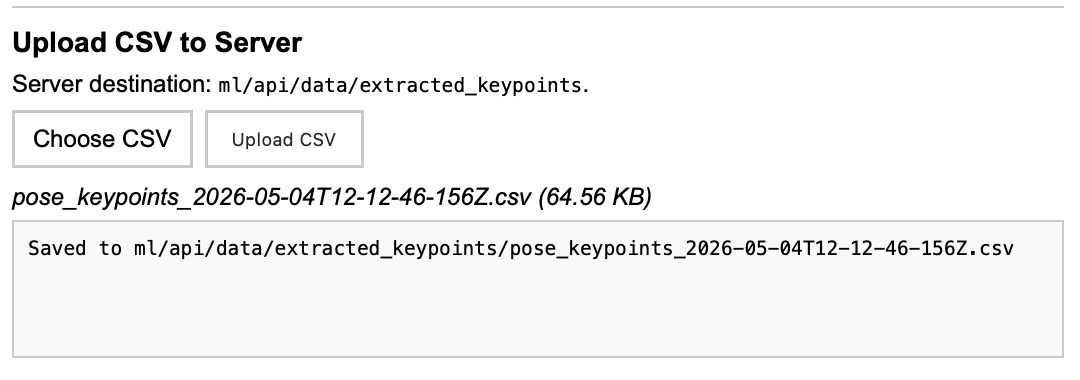 Upload CSV to Server
Server destination: ml/api/data/extracted_keypoints.
Choose CSV Upload CSV
pose_keypoints_2026-05-04T12-12-46-156Z.csv (64.56 KB)
Saved to ml/api/data/extracted_keypoints/pose_keypoints_2026-05-04T12-12-46-156Z.csv